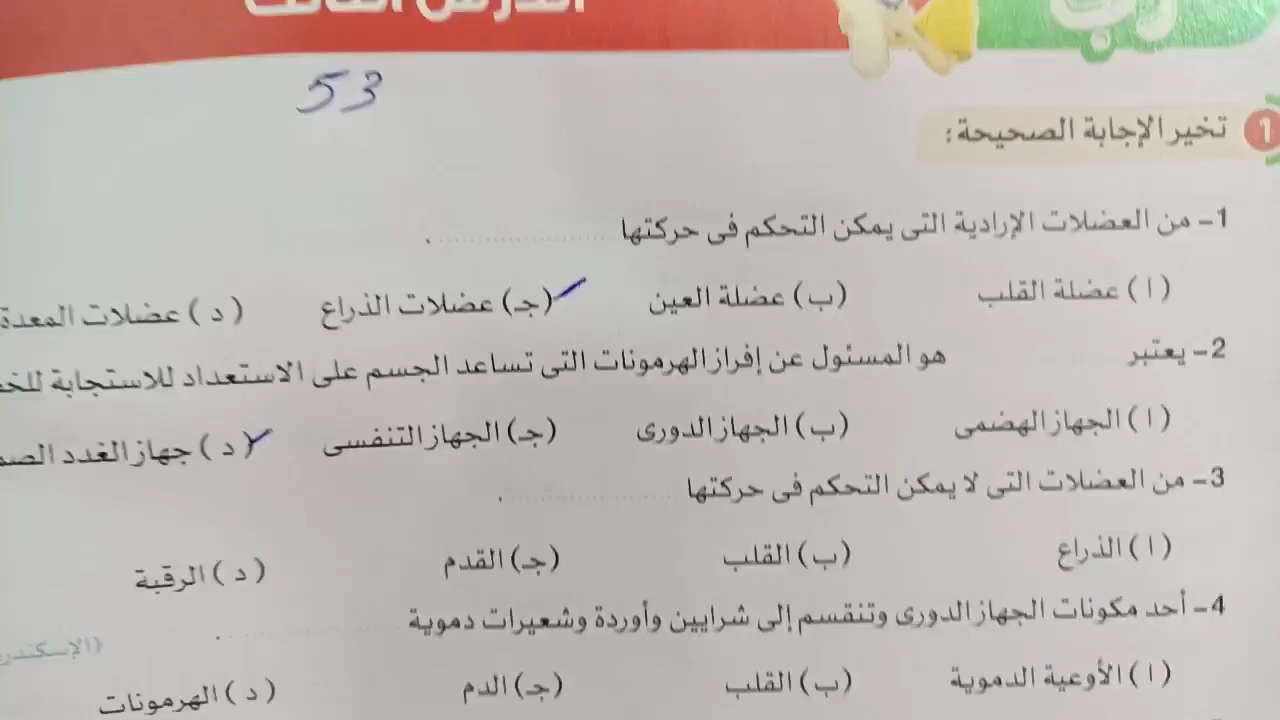 الدرس الثالث
53
1 تخير الإجابة الصحيحة:
1- من العضلات الإرادية التى يمكن التحكم فى حركتها .................... .
(ا) عضلة القلب (ب) عضلة العين (جـ) عضلات الذراع (د) عضلات المعدة
2- يعتبر هو المسئول عن إفراز الهرمونات التى تساعد الجسم على الاستعداد للاستجابة
(ا) الجهاز الهضمى (ب) الجهاز الدورى (جـ) الجهاز التنفسى (د) جهاز الغدد
3- من العضلات التى لا يمكن التحكم فى حركتها .................... .
(ا) الذراع (ب) القلب (جـ) القدم (د) الرقبة
4- أحد مكونات الجهاز الدورى وتنقسم إلى شرايين وأوردة وشعيرات دموية .................... .
(ا) الأوعية الدموية (ب) القلب (جـ) الدم (د) الهرمونات